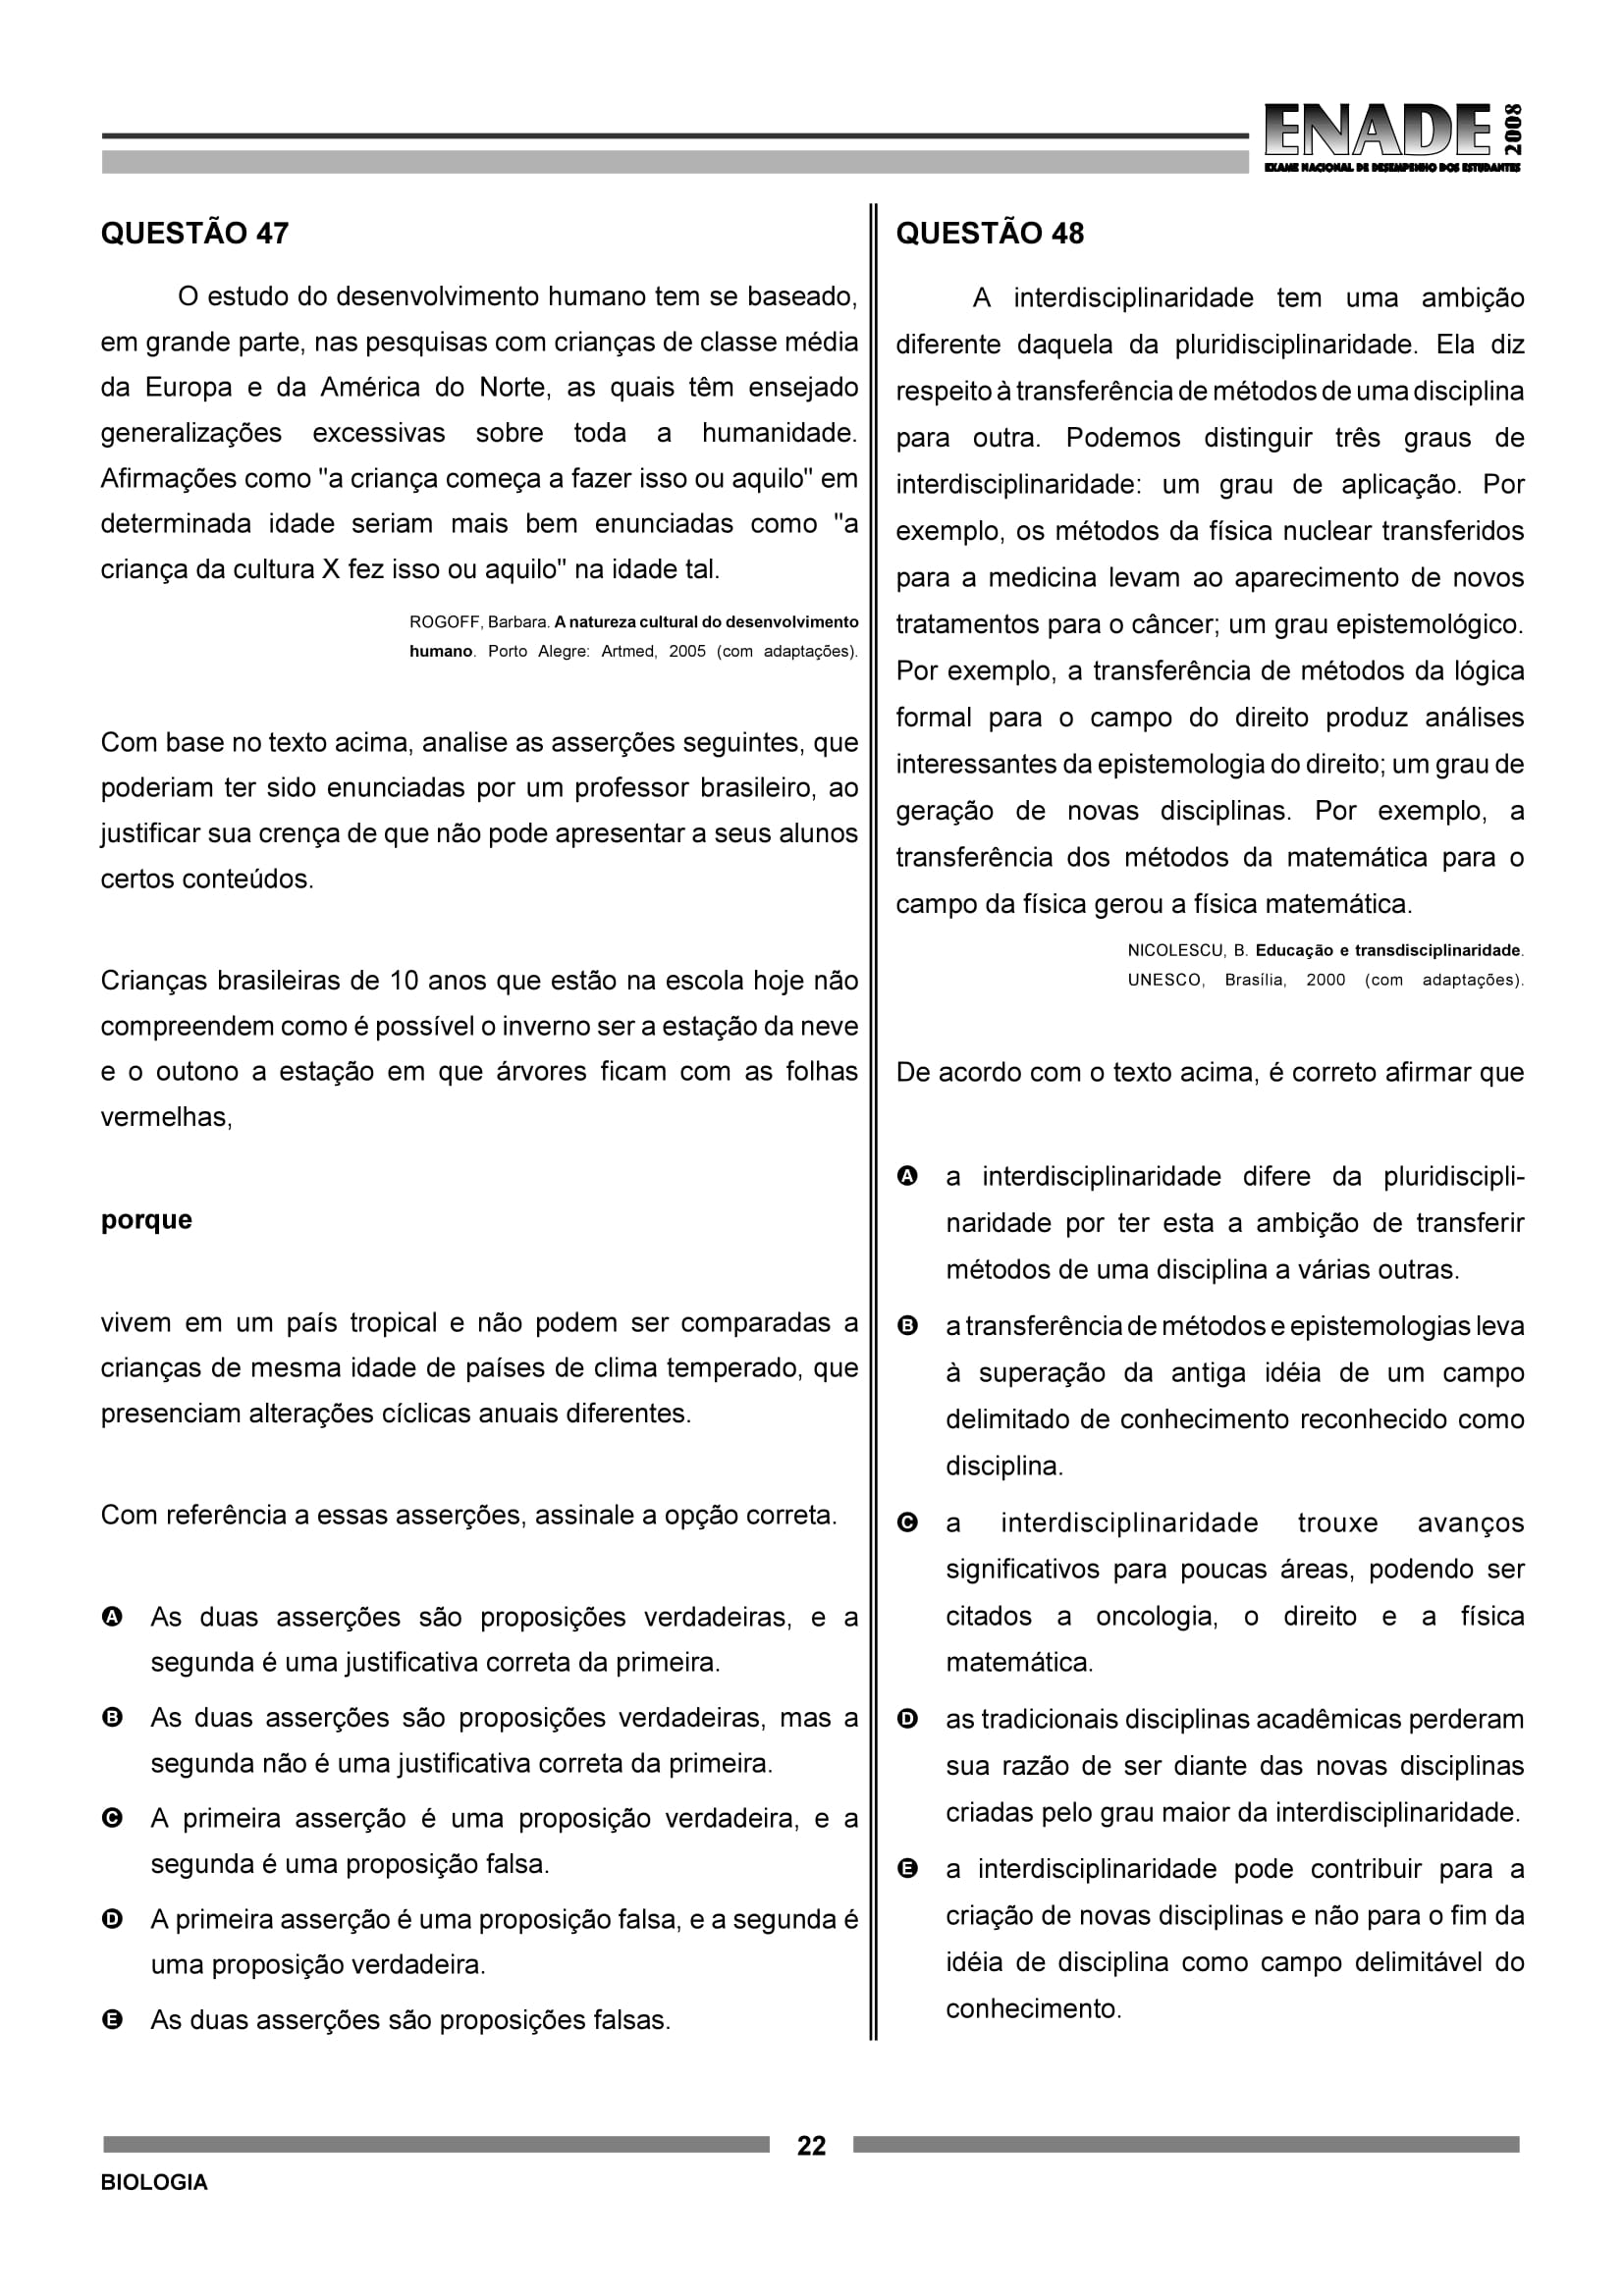 ENADE 2008
EXAME NACIONAL DE DESEMPENHO DOS ESTUDANTES
QUESTÃO 47
O estudo do desenvolvimento humano tem se baseado,
em grande parte, nas pesquisas com crianças de classe média
da Europa e da América do Norte, as quais têm ensejado
generalizações excessivas sobre toda a humanidade.
Afirmações como "a criança começa a fazer isso ou aquilo" em
determinada idade seriam mais bem enunciadas como "a
criança da cultura X fez isso ou aquilo" na idade tal.
ROGOFF, Barbara. A natureza cultural do desenvolvimento
humano. Porto Alegre: Artmed, 2005 (com adaptações).
Com base no texto acima, analise as asserções seguintes, que
poderiam ter sido enunciadas por um professor brasileiro, ao
justificar sua crença de que não pode apresentar a seus alunos
certos conteúdos.
Crianças brasileiras de 10 anos que estão na escola hoje não
compreendem como é possível o inverno ser a estação da neve
e o outono a estação em que árvores ficam com as folhas
vermelhas,
porque
vivem em um país tropical e não podem ser comparadas a
crianças de mesma idade de países de clima temperado, que
presenciam alterações cíclicas anuais diferentes.
Com referência a essas asserções, assinale a opção correta.
A As duas asserções são proposições verdadeiras, e a
segunda é uma justificativa correta da primeira.
B As duas asserções são proposições verdadeiras, mas a
segunda não é uma justificativa correta da primeira.
C A primeira asserção é uma proposição verdadeira, e a
segunda é uma proposição falsa.
D A primeira asserção é uma proposição falsa, e a segunda é
uma proposição verdadeira.
E As duas asserções são proposições falsas.
QUESTÃO 48
A interdisciplinaridade tem uma ambição
diferente daquela da pluridisciplinaridade. Ela diz
respeito à transferência de métodos de uma disciplina
para outra. Podemos distinguir três graus de
interdisciplinaridade: um grau de aplicação. Por
exemplo, os métodos da física nuclear transferidos
para a medicina levam ao aparecimento de novos
tratamentos para o câncer; um grau epistemológico.
Por exemplo, a transferência de métodos da lógica
formal para o campo do direito produz análises
interessantes da epistemologia do direito; um grau de
geração de novas disciplinas. Por exemplo, a
transferência dos métodos da matemática para o
campo da física gerou a física matemática.
NICOLESCU, B. Educação e transdisciplinaridade.
UNESCO, Brasília, 2000 (com adaptações).
De acordo com o texto acima, é correto afirmar que
A a interdisciplinaridade difere da pluridiscipli-
naridade por ter esta a ambição de transferir
métodos de uma disciplina a várias outras.
B a transferência de métodos e epistemologias leva
à superação da antiga idéia de um campo
delimitado de conhecimento reconhecido como
disciplina.
C a interdisciplinaridade trouxe avanços
significativos para poucas áreas, podendo ser
citados a oncologia, o direito e a física
matemática.
D as tradicionais disciplinas acadêmicas perderam
sua razão de ser diante das novas disciplinas
criadas pelo grau maior da interdisciplinaridade.
E a interdisciplinaridade pode contribuir para a
criação de novas disciplinas e não para o fim da
idéia de disciplina como campo delimitável do
conhecimento.
22
BIOLOGIA